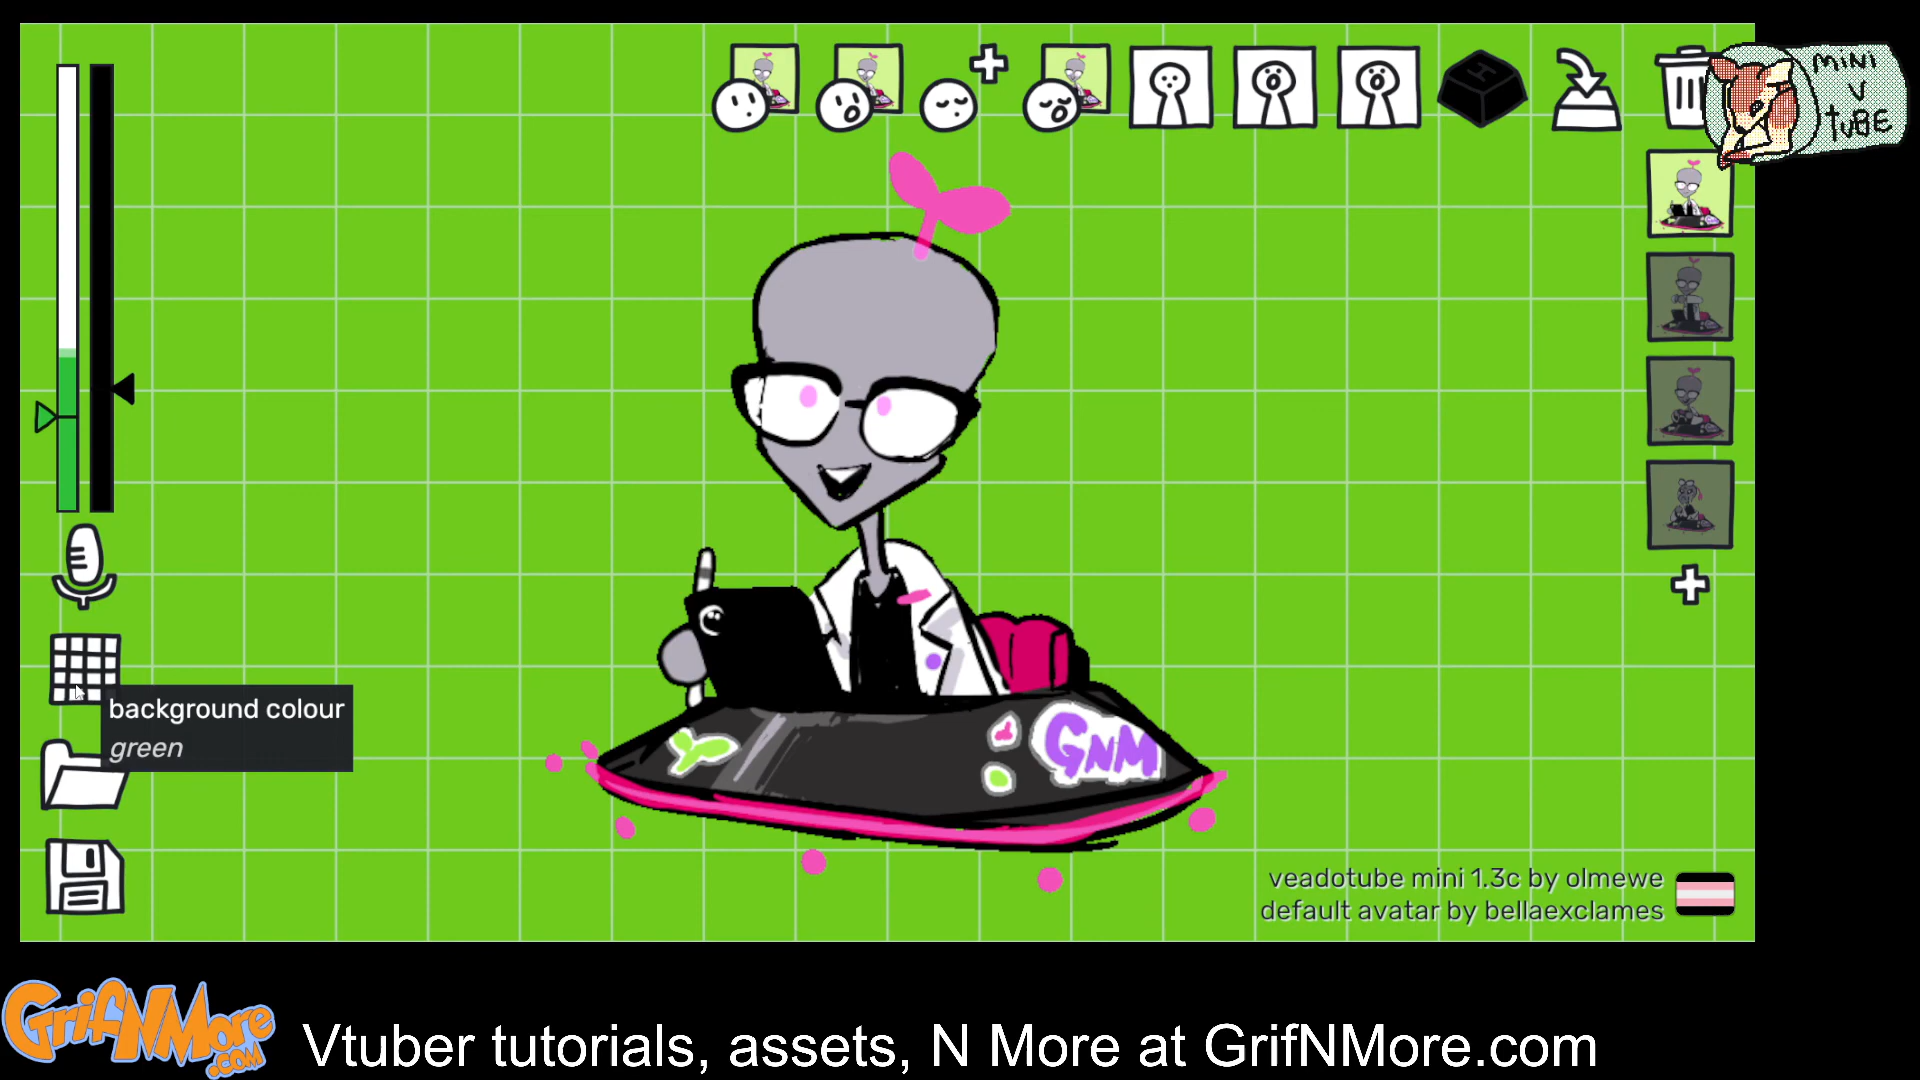 MiNi
V
tUBE
H
background colour
green
GNM
veadotube mini 1.3c by olmewe
default avatar by bellaexclames
GrifNMore
.COM
Vtuber tutorials, assets, N More at GrifNMore.com